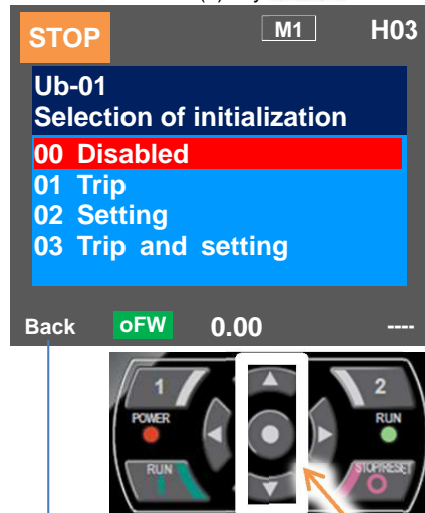 STOP M1 H03
Ub-01
Selection of initialization
00 Disabled
01 Trip
02 Setting
03 Trip and setting
Back oFW 0.00 ----
1 2
POWER RUN
RUN STOP/RESET